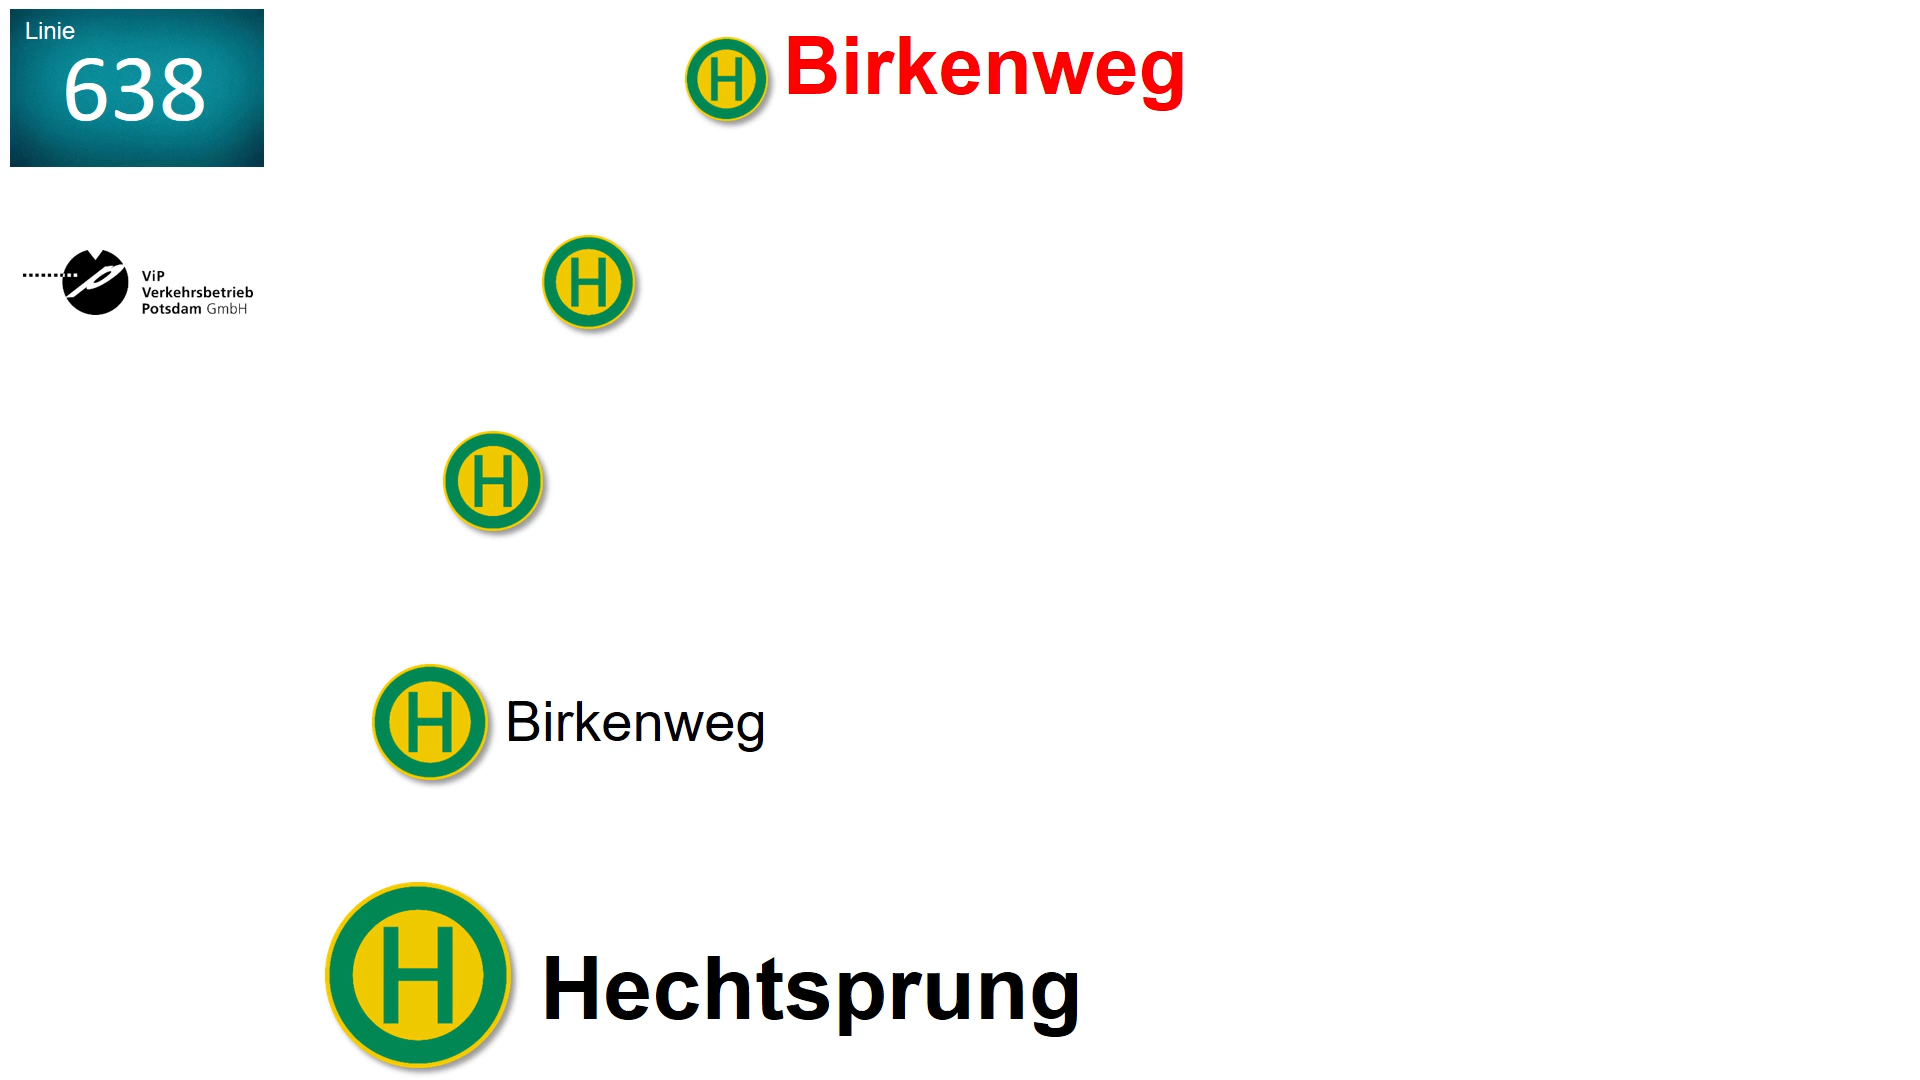 Linie
638
H Birkenweg
ViP
Verkehrsbetrieb
Potsdam GmbH
H
H
H Birkenweg
H Hechtsprung